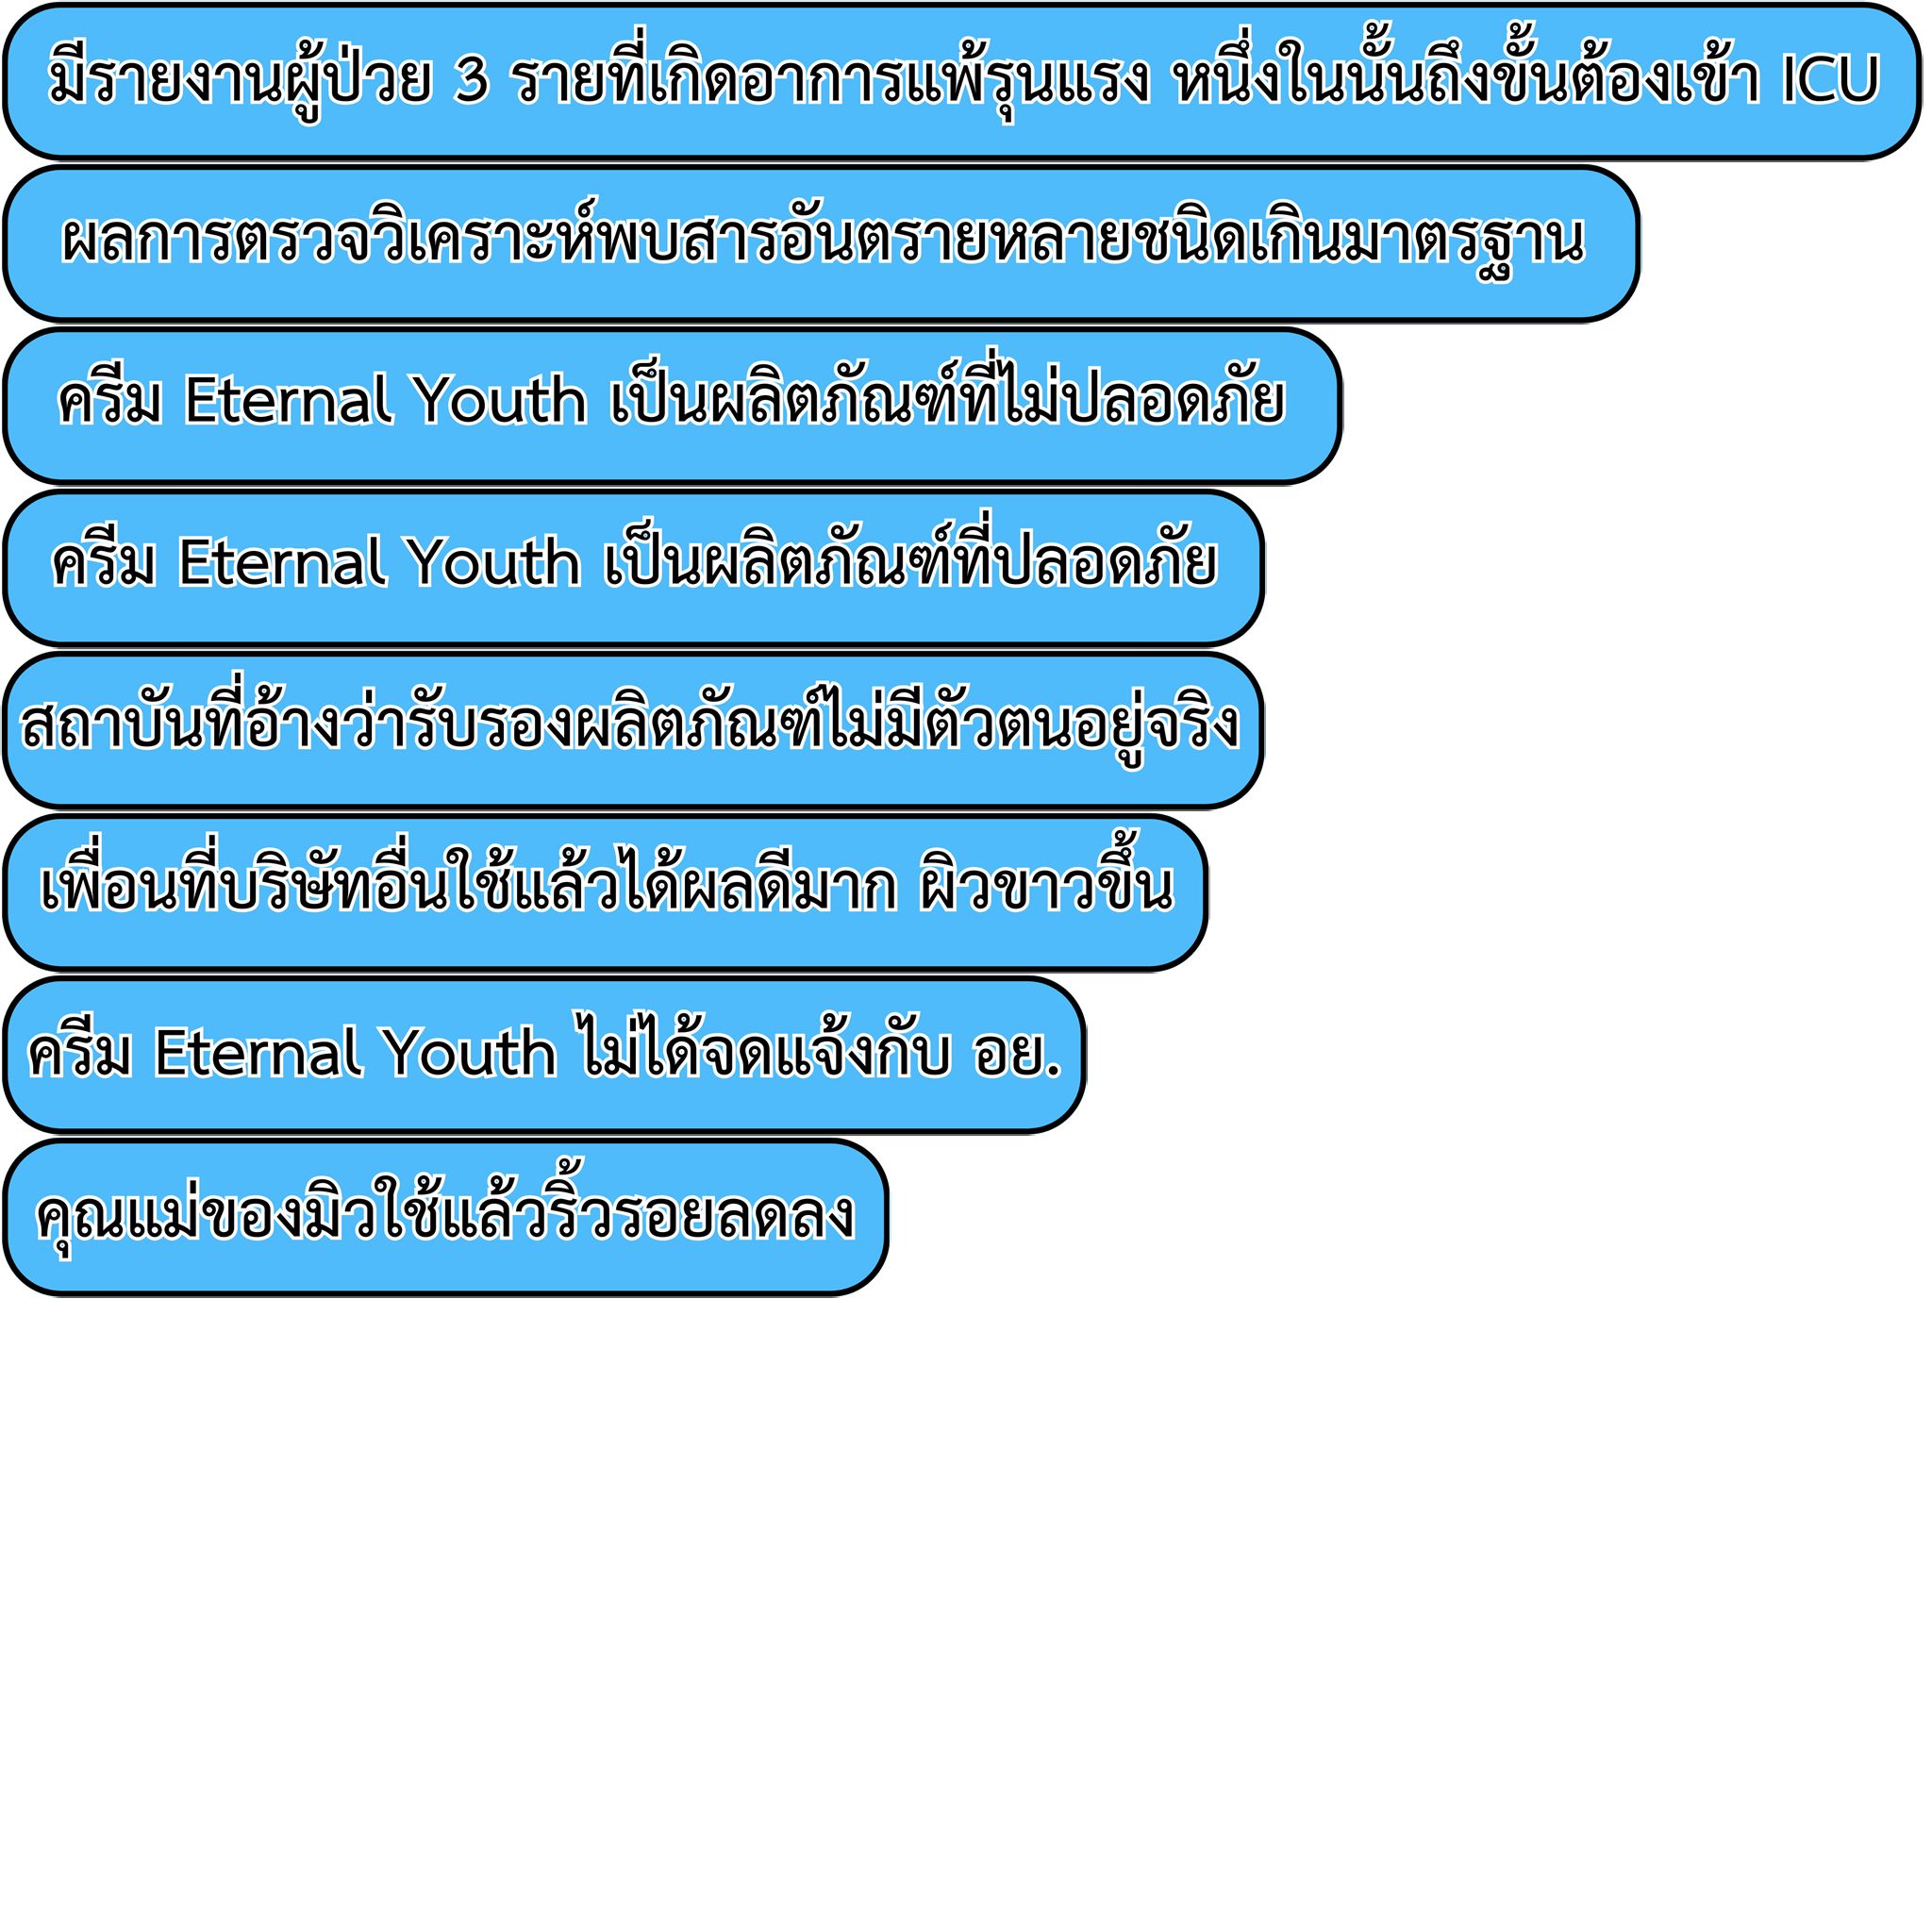 มีรายงานผู้ป่วย 3 รายที่เกิดอาการแพ้รุนแรง หนึ่งในนั้นถึงขั้นต้องเข้า ICU
ผลการตรวจวิเคราะห์พบสารอันตรายหลายชนิดเกินมาตรฐาน
ครีม Eternal Youth เป็นผลิตภัณฑ์ที่ไม่ปลอดภัย
ครีม Eternal Youth เป็นผลิตภัณฑ์ที่ปลอดภัย
สถาบันที่อ้างว่ารับรองผลิตภัณฑ์ไม่มีตัวตนอยู่จริง
เพื่อนที่บริษัทอื่นใช้แล้วได้ผลดีมาก ผิวขาวขึ้น
ครีม Eternal Youth ไม่ได้จดแจ้งกับ อย.
คุณแม่ของมิวใช้แล้วริ้วรอยลดลง